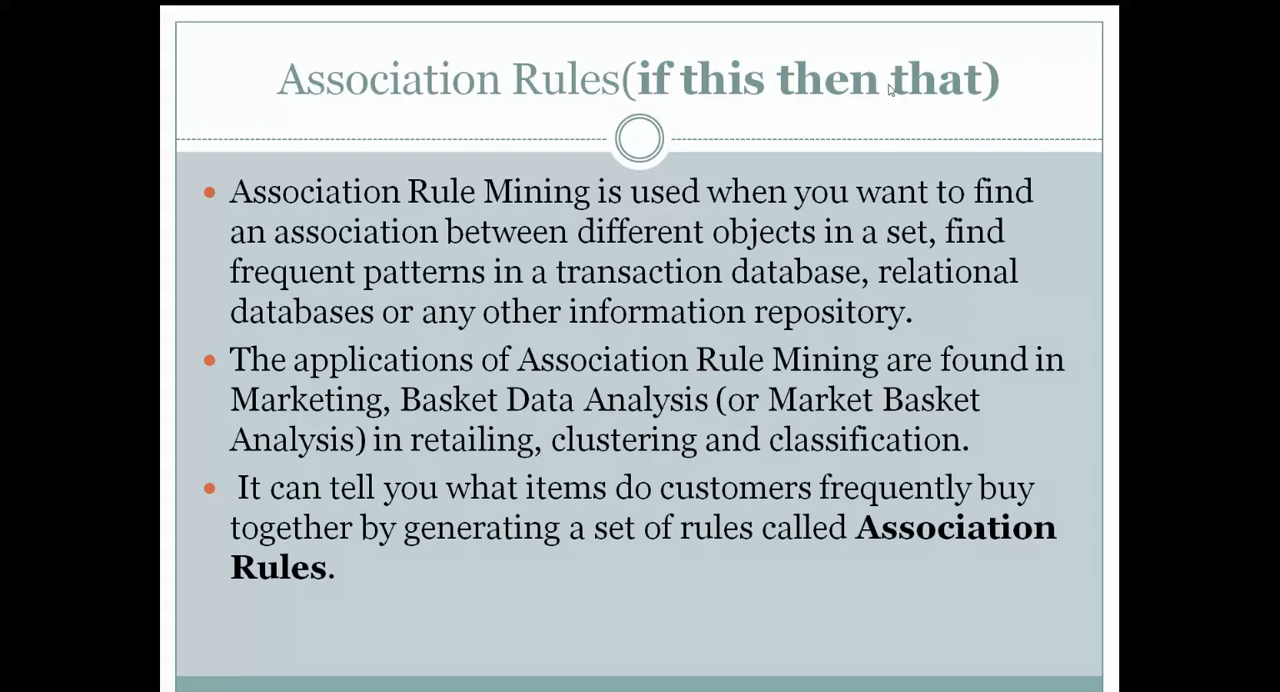 Association Rules(if this then that)
• Association Rule Mining is used when you want to find
an association between different objects in a set, find
frequent patterns in a transaction database, relational
databases or any other information repository.
• The applications of Association Rule Mining are found in
Marketing, Basket Data Analysis (or Market Basket
Analysis) in retailing, clustering and classification.
• It can tell you what items do customers frequently buy
together by generating a set of rules called Association
Rules.